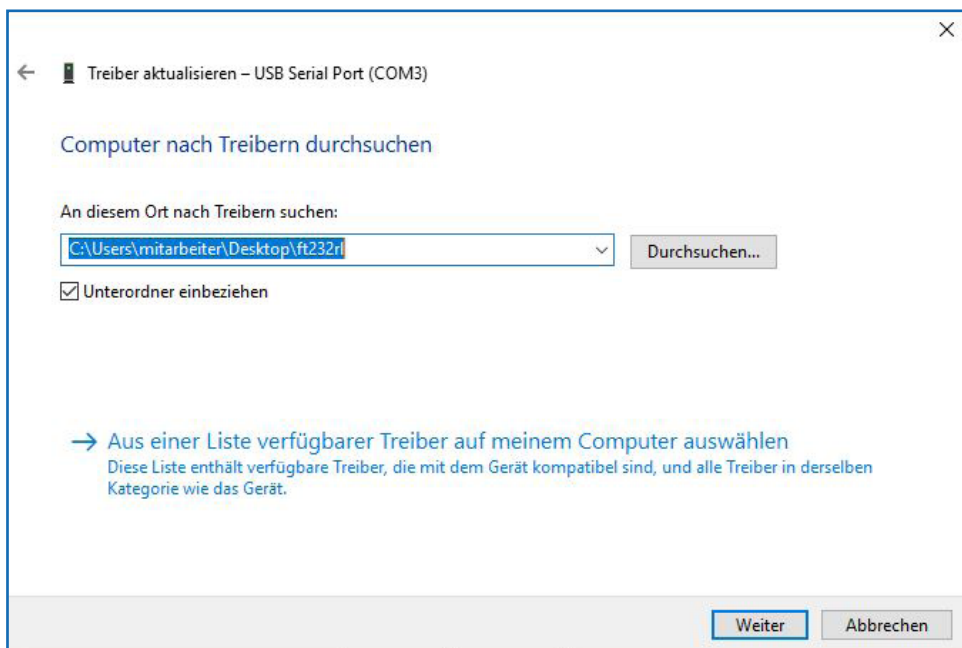 Treiber aktualisieren – USB Serial Port (COM3)
Computer nach Treibern durchsuchen
An diesem Ort nach Treibern suchen:
C:\Users\mitarbeiter\Desktop\ft232rl
Durchsuchen...
Unterordner einbeziehen
Aus einer Liste verfügbarer Treiber auf meinem Computer auswählen
Diese Liste enthält verfügbare Treiber, die mit dem Gerät kompatibel sind, und alle Treiber in derselben
Kategorie wie das Gerät.
Weiter
Abbrechen